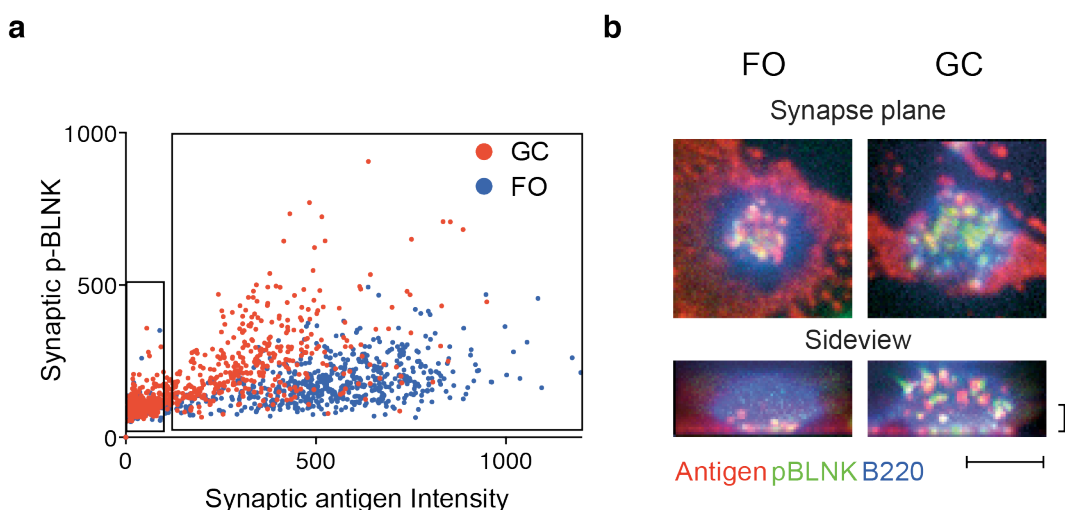 a
1000
500
0
0
500
1000
Synaptic p-BLNK
Synaptic antigen Intensity
GC
FO
b
FO GC
Synapse plane
Sideview
Antigen pBLNK B220